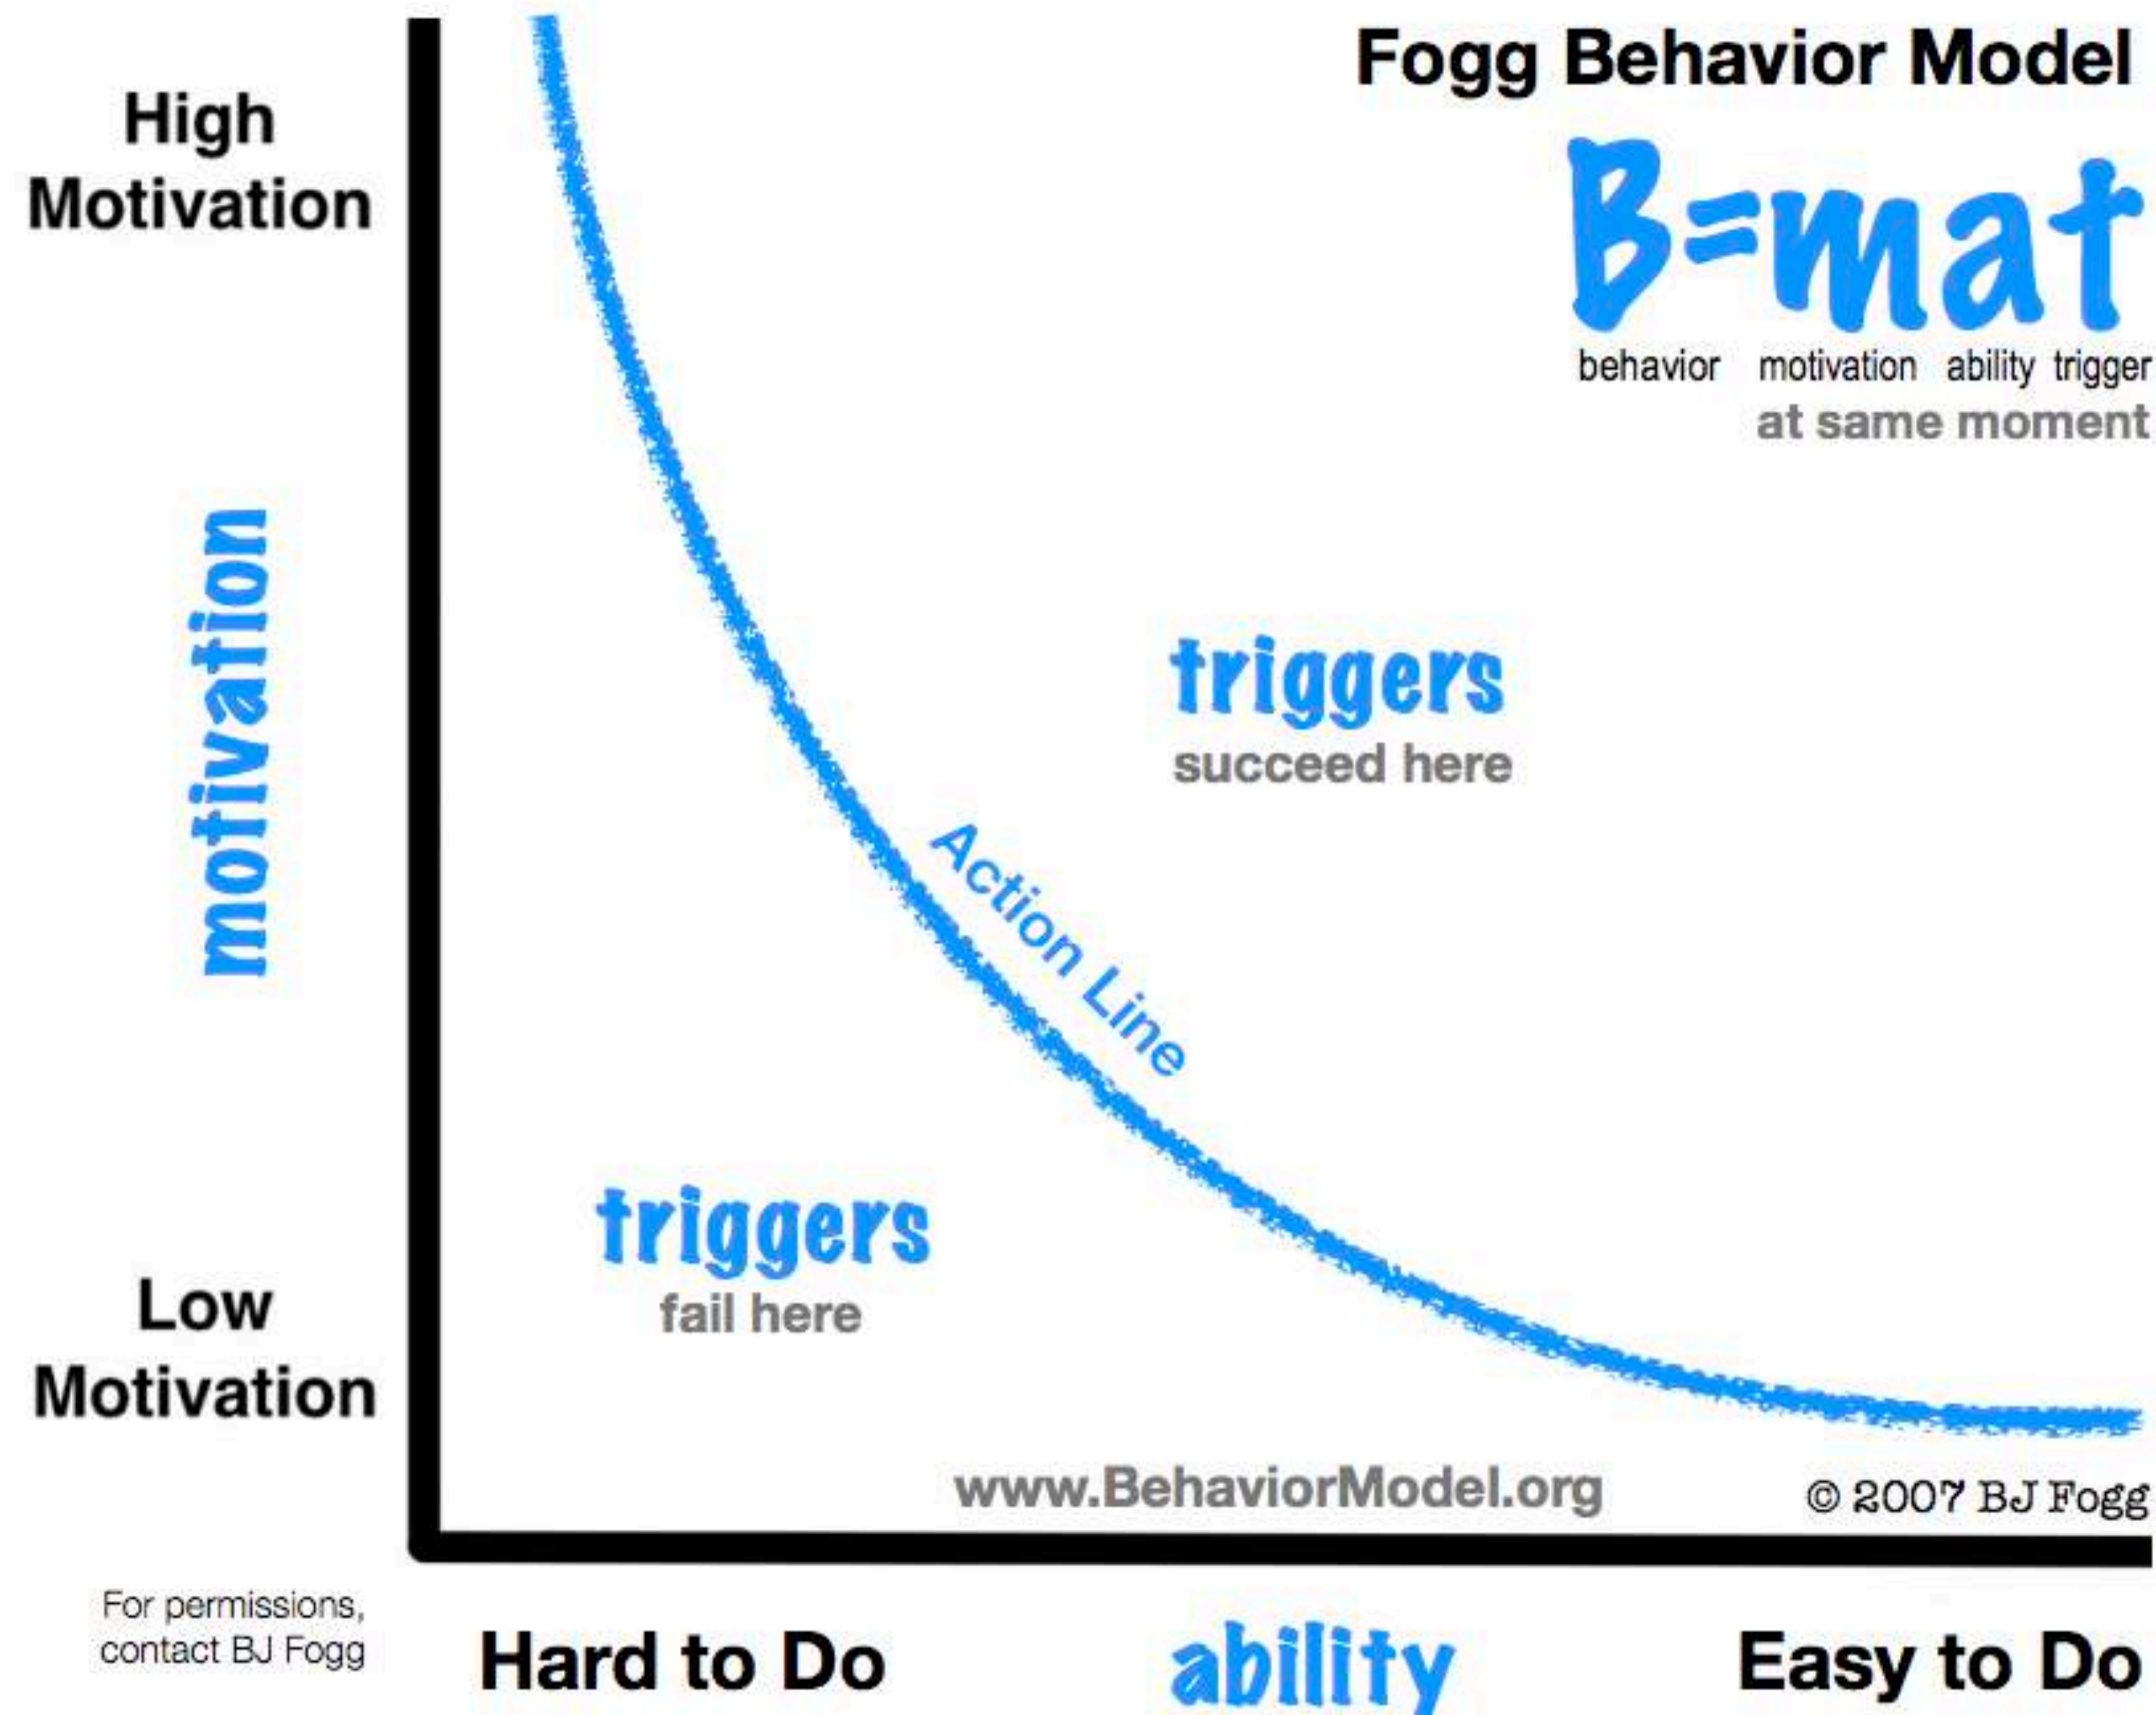 Fogg Behavior Model
B=mat
behavior motivation ability trigger
at same moment
High
Motivation
motivation
Low
Motivation
triggers
succeed here
Action Line
triggers
fail here
www.BehaviorModel.org
© 2007 BJ Fogg
For permissions,
contact BJ Fogg
Hard to Do
ability
Easy to Do